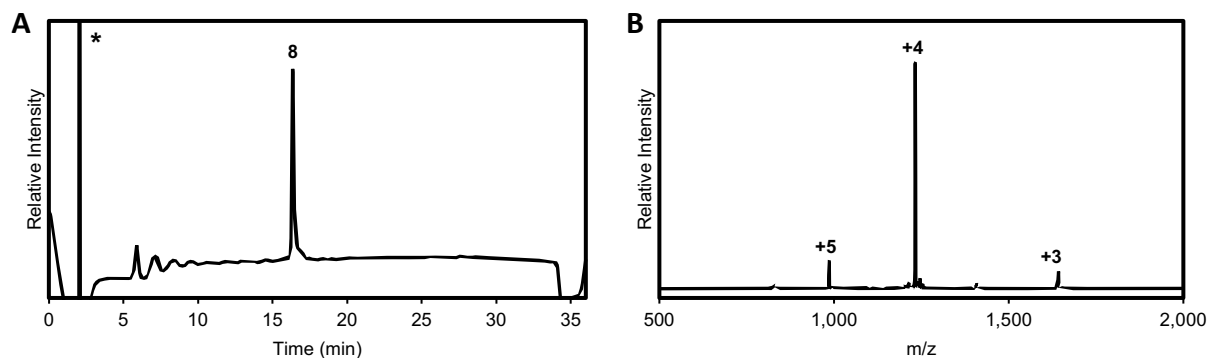 A
*
8
Relative Intensity
0 5 10 15 20 25 30 35
Time (min)
B
+4
+5
+3
Relative Intensity
500 1,000 1,500 2,000
m/z